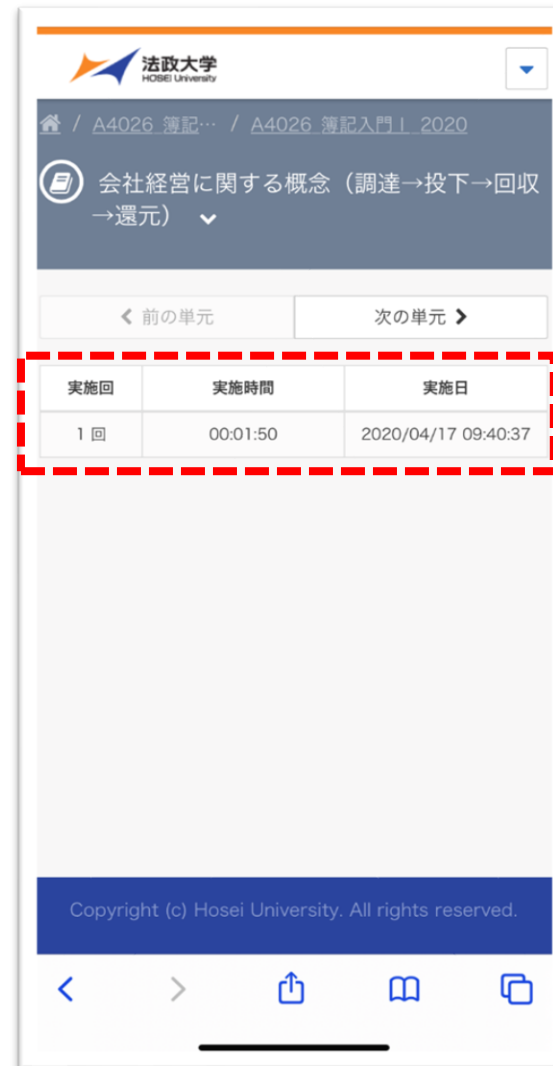 法政大学
HOSEI University
/ A4026 簿記… / A4026 簿記入門Ⅰ 2020
会社経営に関する概念（調達→投下→回収
→還元）
前の単元 次の単元
実施回 実施時間 実施日
1 回 00:01:50 2020/04/17 09:40:37
Copyright (c) Hosei University. All rights reserved.